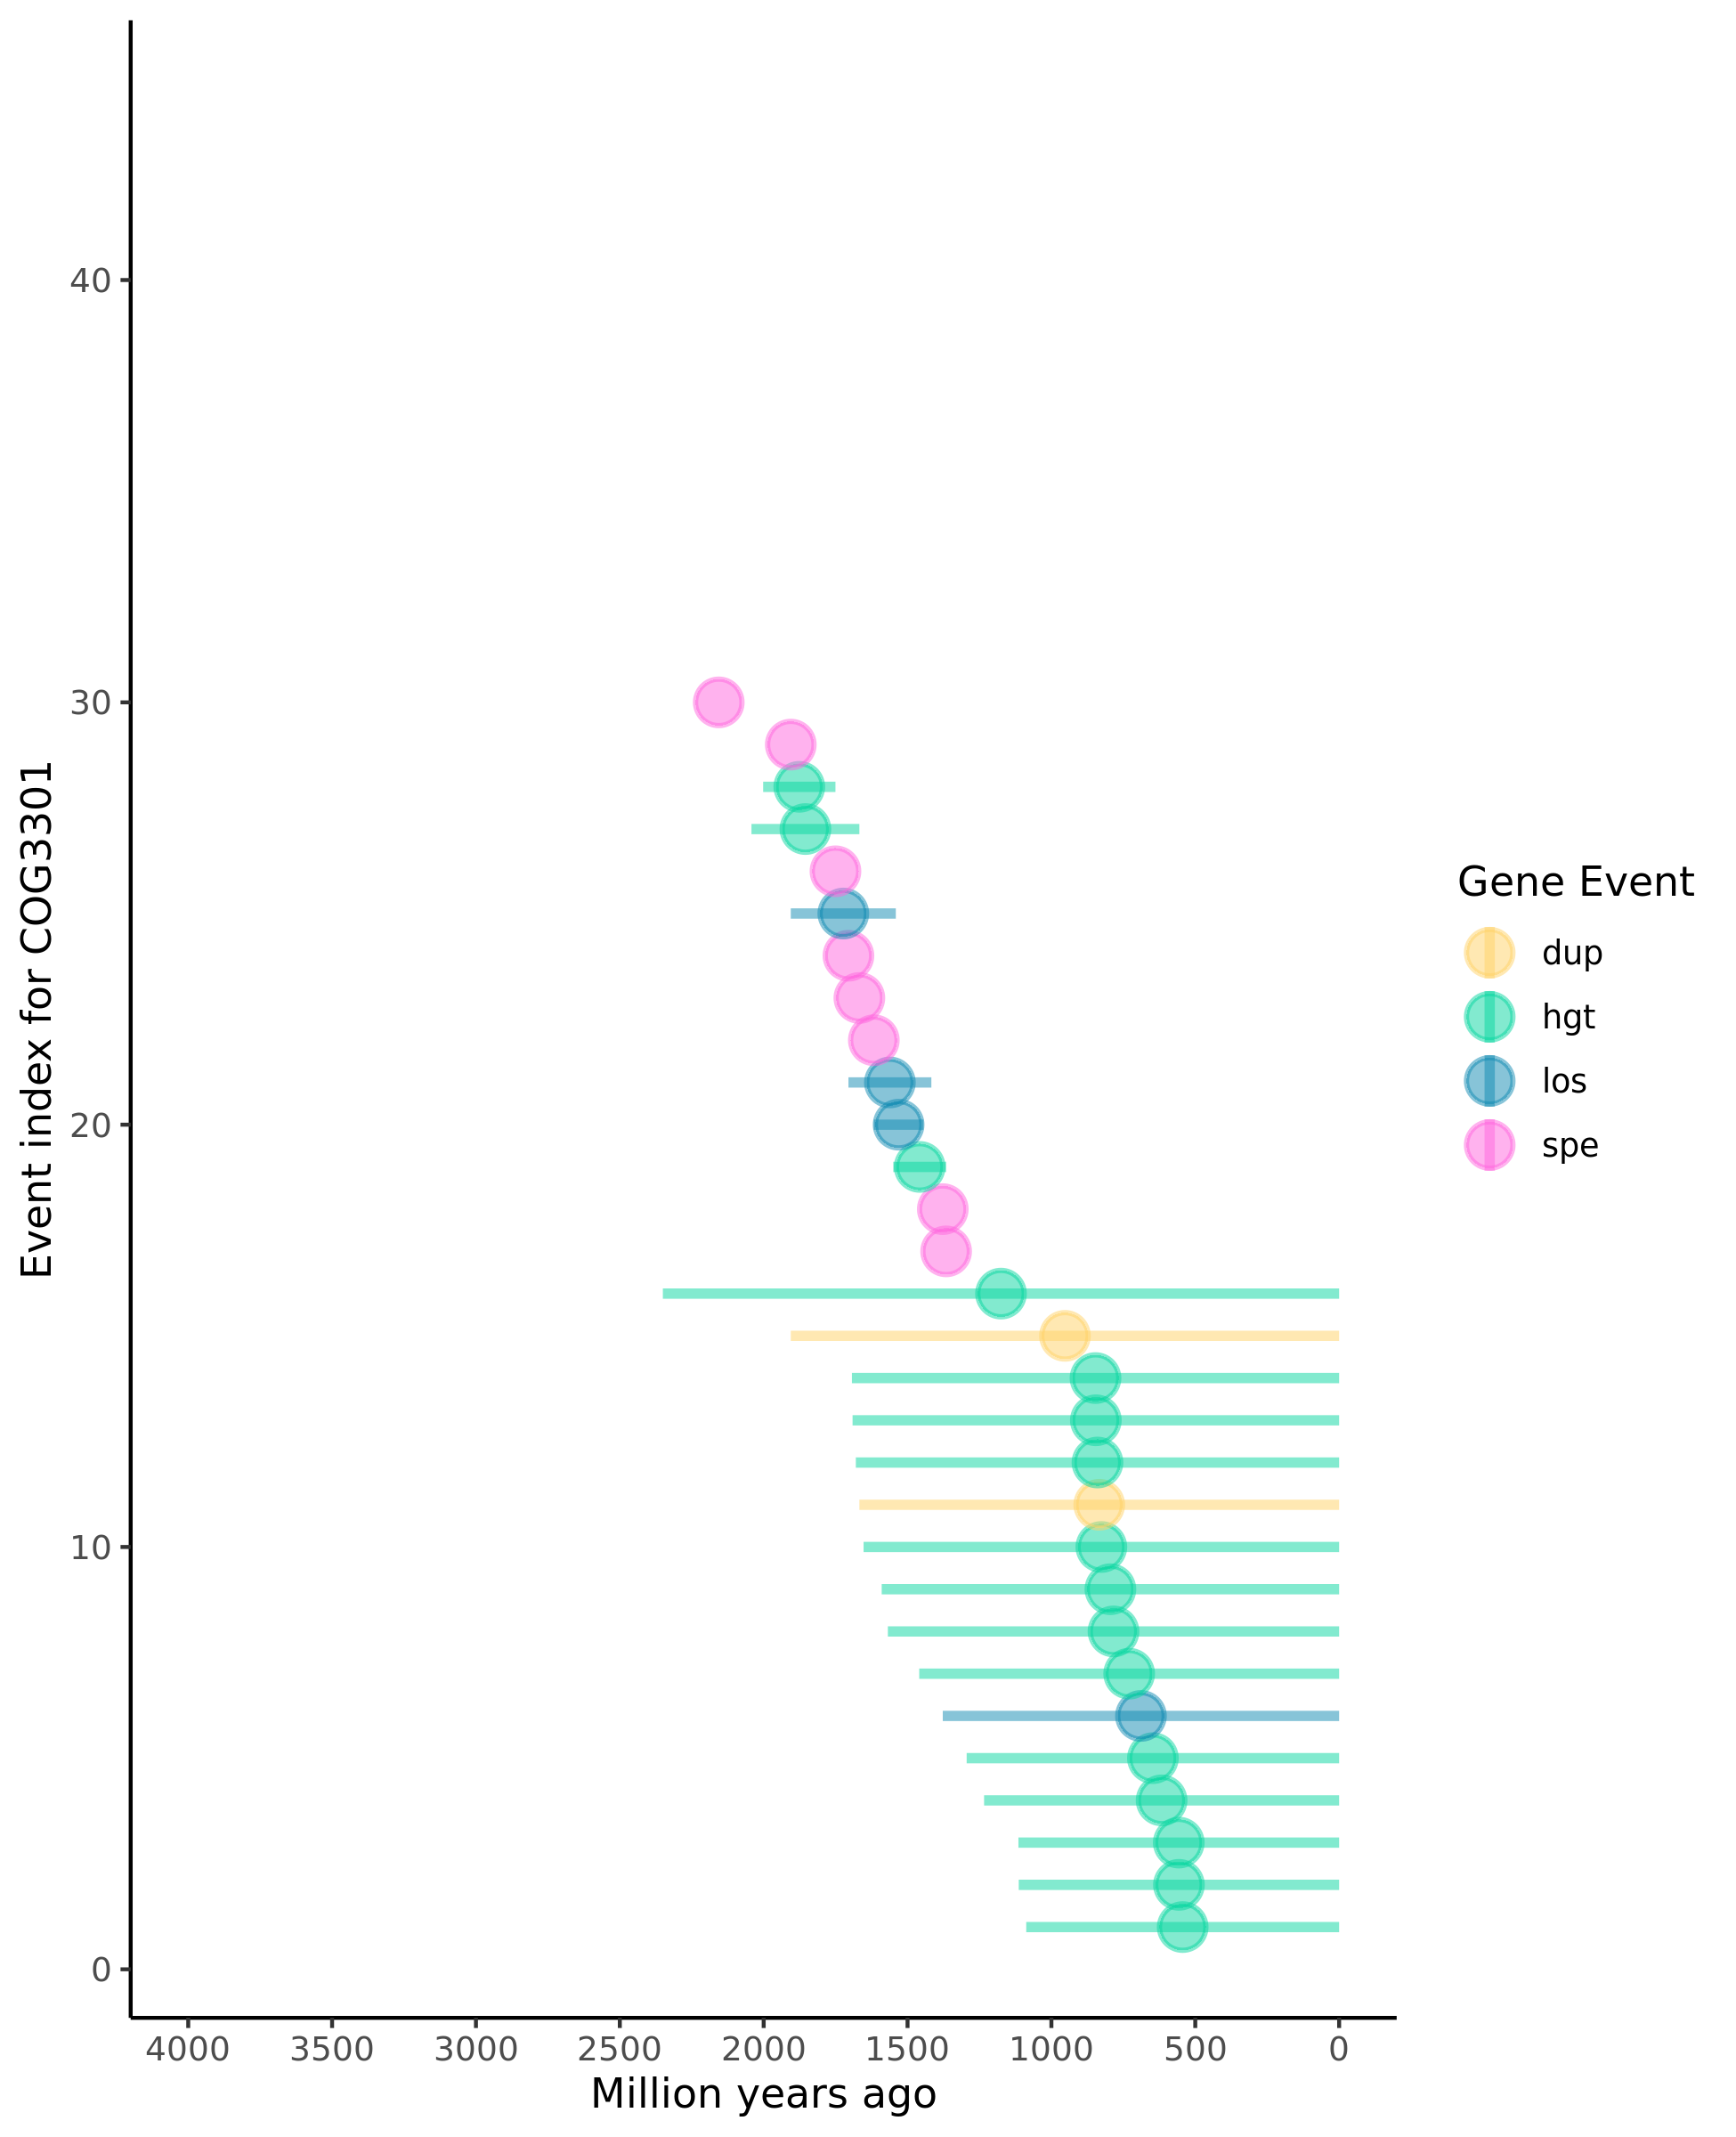 Event index for COG3301
40
30
20
10
0
4000 3500 3000 2500 2000 1500 1000 500 0
Million years ago
Gene Event
dup
hgt
los
spe